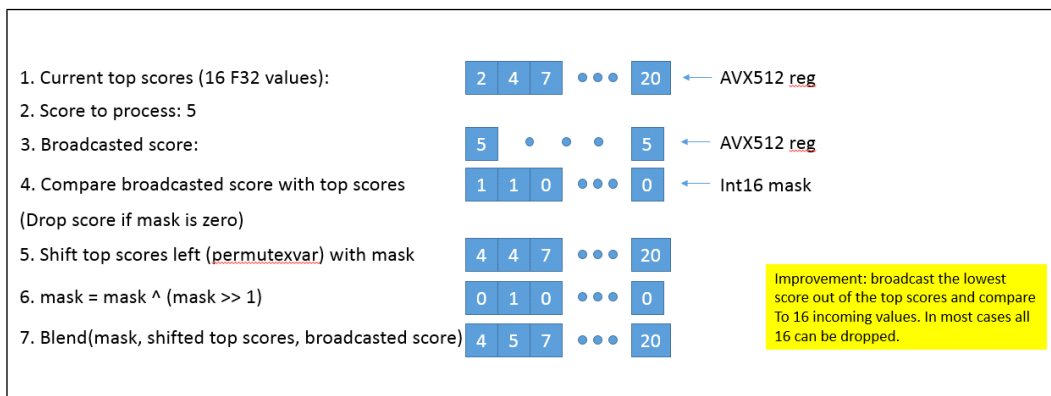 1. Current top scores (16 F32 values): 2 4 7 ●●● 20 AVX512 reg
2. Score to process: 5
3. Broadcasted score: 5 ● ● ● 5 AVX512 reg
4. Compare broadcasted score with top scores 1 1 0 ●●● 0 Int16 mask
(Drop score if mask is zero)
5. Shift top scores left (permutexvar) with mask 4 4 7 ●●● 20
6. mask = mask ^ (mask >> 1) 0 1 0 ●●● 0
7. Blend(mask, shifted top scores, broadcasted score) 4 5 7 ●●● 20
Improvement: broadcast the lowest
score out of the top scores and compare
To 16 incoming values. In most cases all
16 can be dropped.